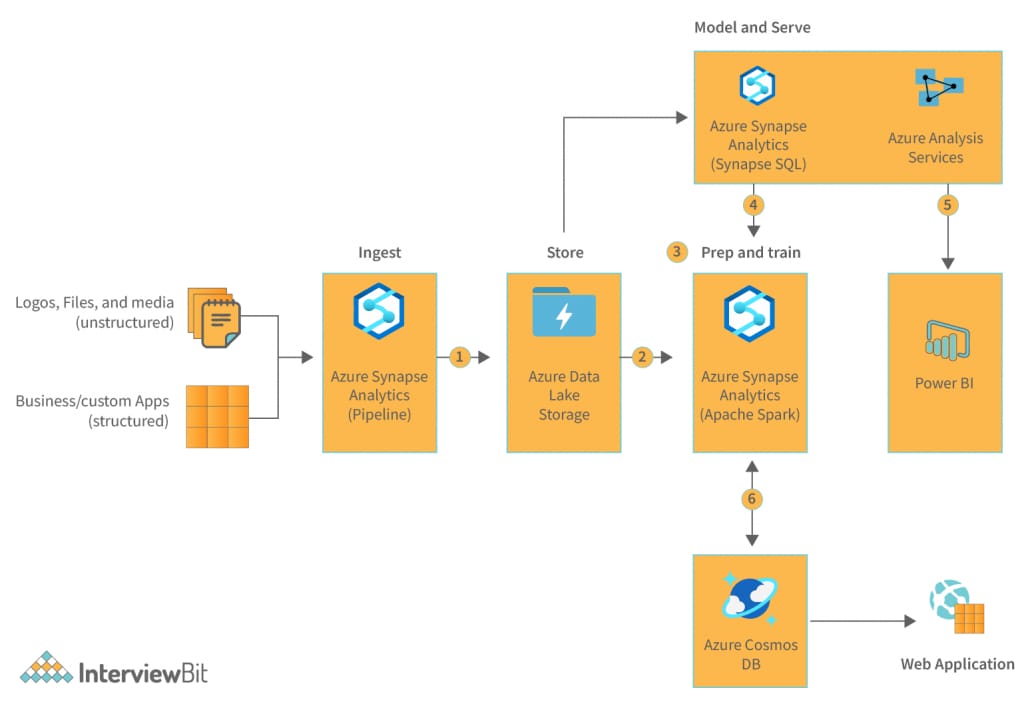 Model and Serve
Azure Synapse
Analytics
(Synapse SQL)
Azure Analysis
Services
4
5
Ingest
Store
3
Prep and train
Logos, Files, and media
(unstructured)
Business/custom Apps
(structured)
Azure Synapse
Analytics
(Pipeline)
1
Azure Data
Lake
Storage
2
Azure Synapse
Analytics
(Apache Spark)
Power BI
6
Azure Cosmos
DB
Web Application
InterviewBit